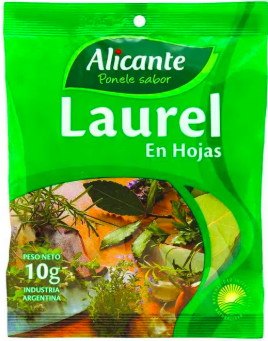 Alicante
Ponele sabor
Laurel
En Hojas
PESO NETO
10g
INDUSTRIA
ARGENTINA